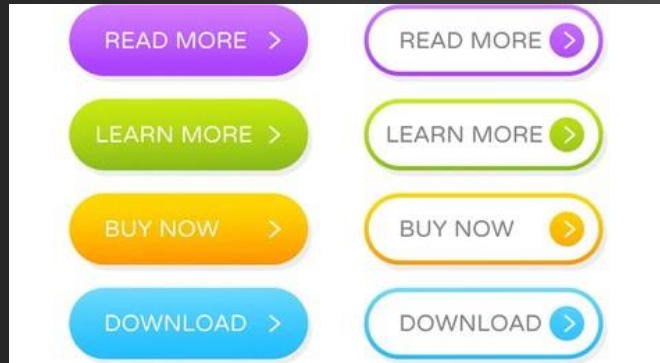 READ MORE > READ MORE >
LEARN MORE > LEARN MORE >
BUY NOW > BUY NOW >
DOWNLOAD > DOWNLOAD >